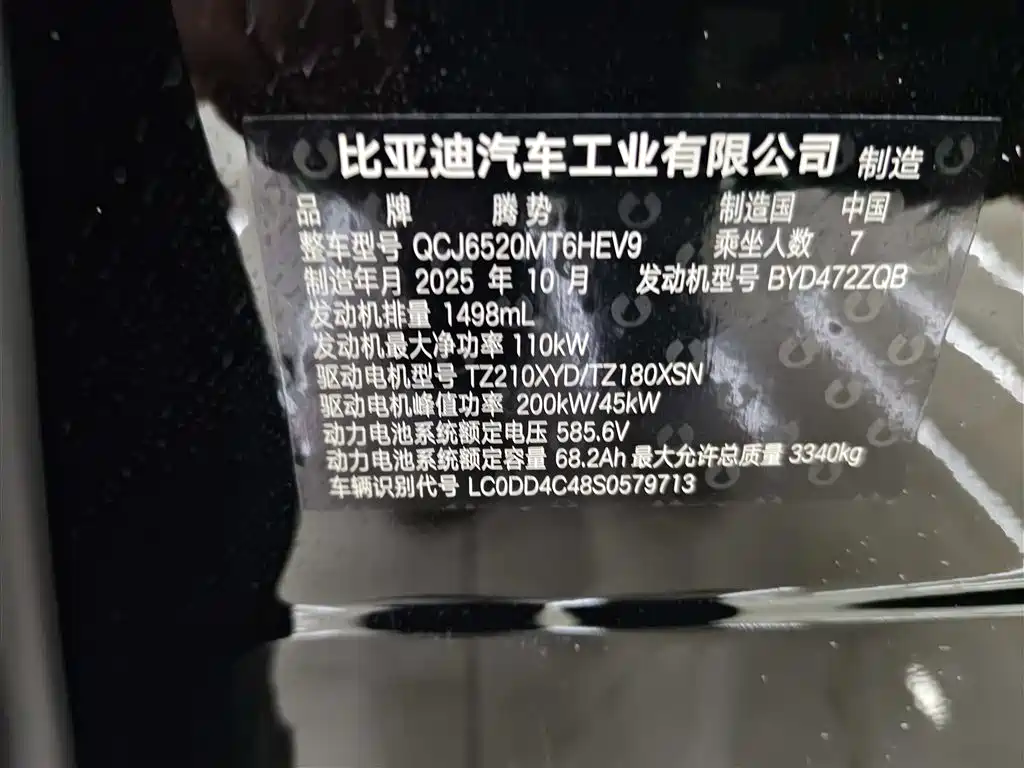 比亚迪汽车工业有限公司 制造
品 牌 腾势 制造国 中国
整车型号 QCJ6520MT6HEV9 乘坐人数 7
制造年月 2025 年 10 月 发动机型号 BYD472ZQB
发动机排量 1498mL
发动机最大净功率 110kW
驱动电机型号 TZ210XYD/TZ180XSN
驱动电机峰值功率 200kW/45kW
动力电池系统额定电压 585.6V
动力电池系统额定容量 68.2Ah 最大允许总质量 3340kg
车辆识别代号 LC0DD4C48S0579713